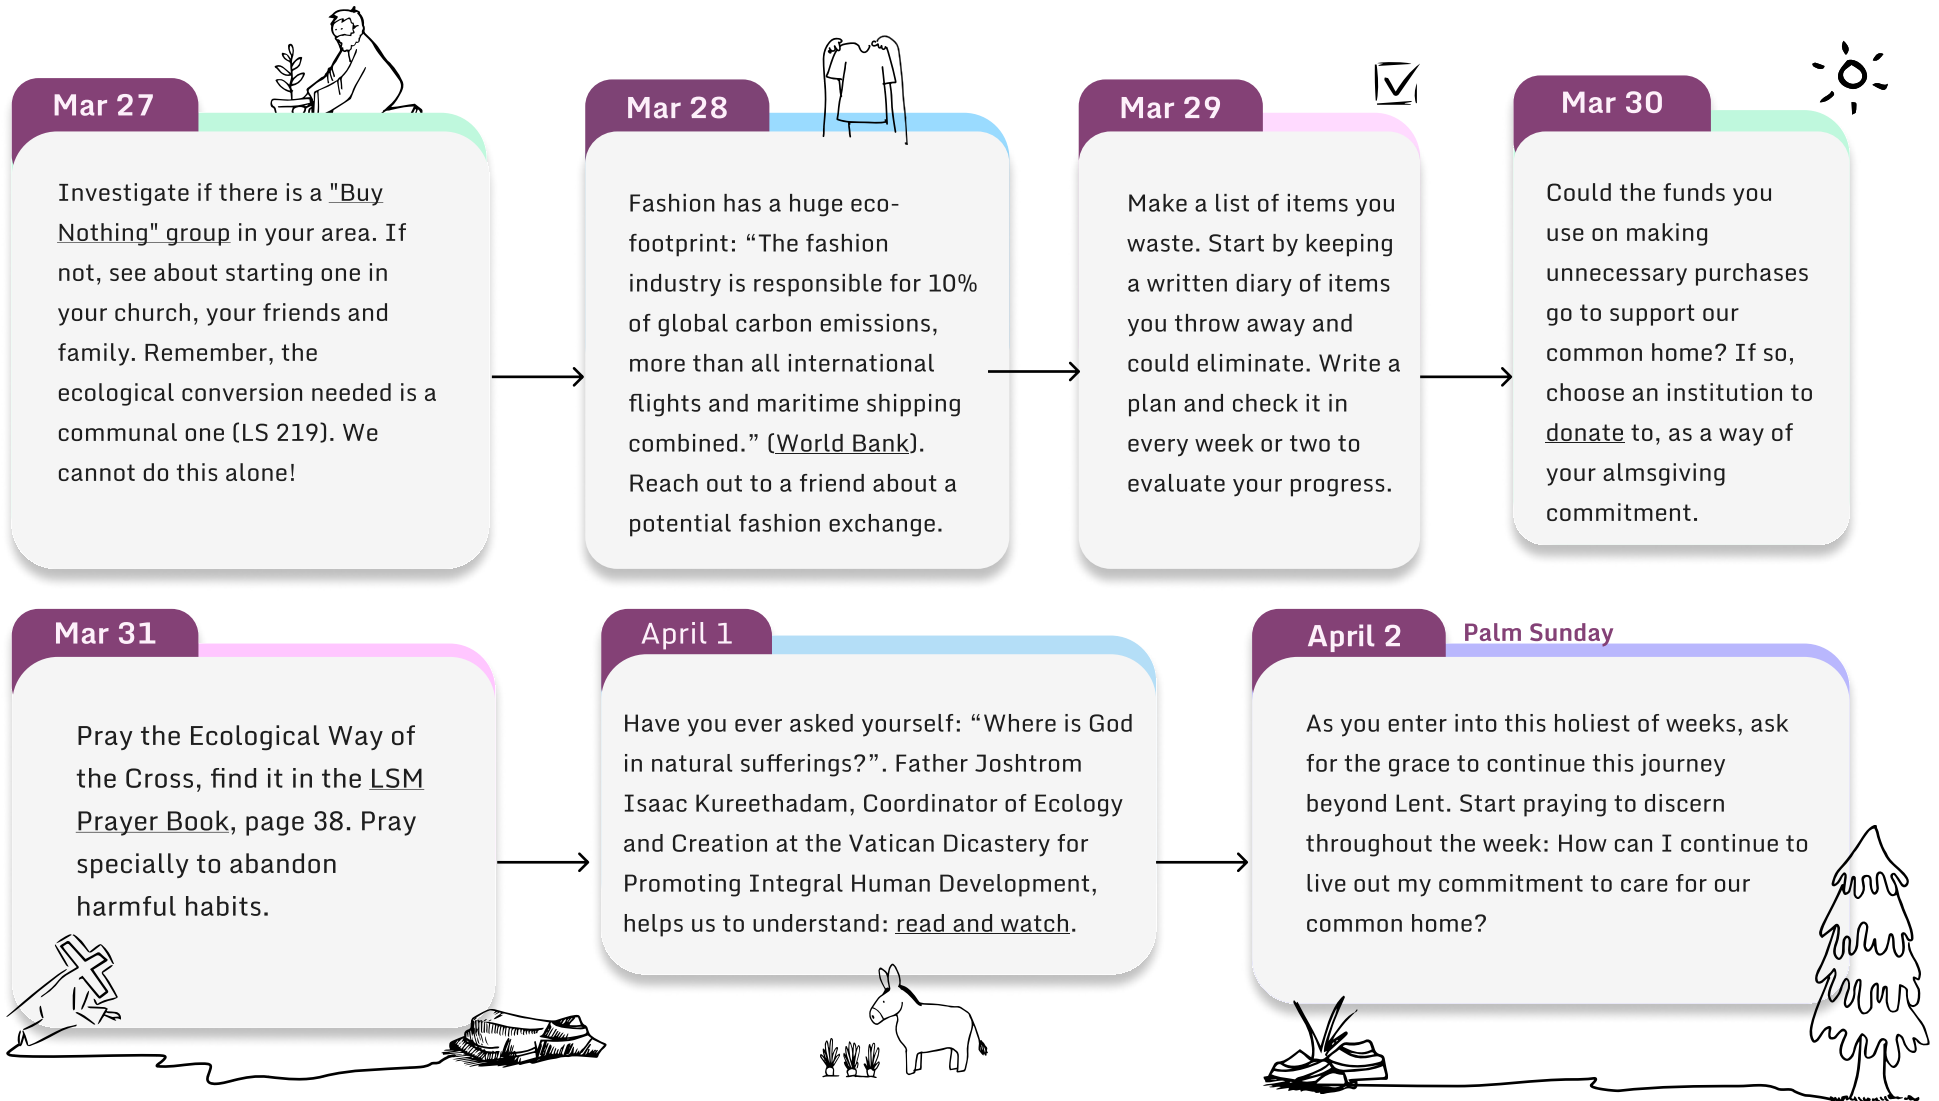 Mar 27
Investigate if there is a "Buy
Nothing" group in your area. If
not, see about starting one in
your church, your friends and
family. Remember, the
ecological conversion needed is a
communal one (LS 219). We
cannot do this alone!
Mar 28
Fashion has a huge eco-
footprint: “The fashion
industry is responsible for 10%
of global carbon emissions,
more than all international
flights and maritime shipping
combined.” (World Bank).
Reach out to a friend about a
potential fashion exchange.
Mar 29
Make a list of items you
waste. Start by keeping
a written diary of items
you throw away and
could eliminate. Write a
plan and check it in
every week or two to
evaluate your progress.
Mar 30
Could the funds you
use on making
unnecessary purchases
go to support our
common home? If so,
choose an institution to
donate to, as a way of
your almsgiving
commitment.
Mar 31
Pray the Ecological Way of
the Cross, find it in the LSM
Prayer Book, page 38. Pray
specially to abandon
harmful habits.
April 1
Have you ever asked yourself: “Where is God
in natural sufferings?”. Father Joshtrom
Isaac Kureethadam, Coordinator of Ecology
and Creation at the Vatican Dicastery for
Promoting Integral Human Development,
helps us to understand: read and watch.
April 2
Palm Sunday
As you enter into this holiest of weeks, ask
for the grace to continue this journey
beyond Lent. Start praying to discern
throughout the week: How can I continue to
live out my commitment to care for our
common home?